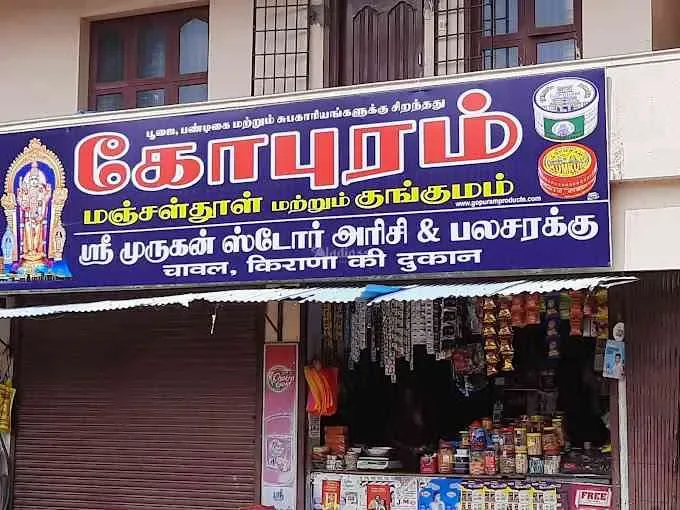 பூஜை, பண்டிகை மற்றும் சுபகாரியங்களுக்கு சிறந்தது
கோபுரம்
மஞ்சள்தூள் மற்றும் குங்குமம்
www.gopuramproducts.com
ஸ்ரீ முருகன் ஸ்டோர் அரிசி & பலசரக்கு
சாவல், கிராணா கீ துகான்
FREE